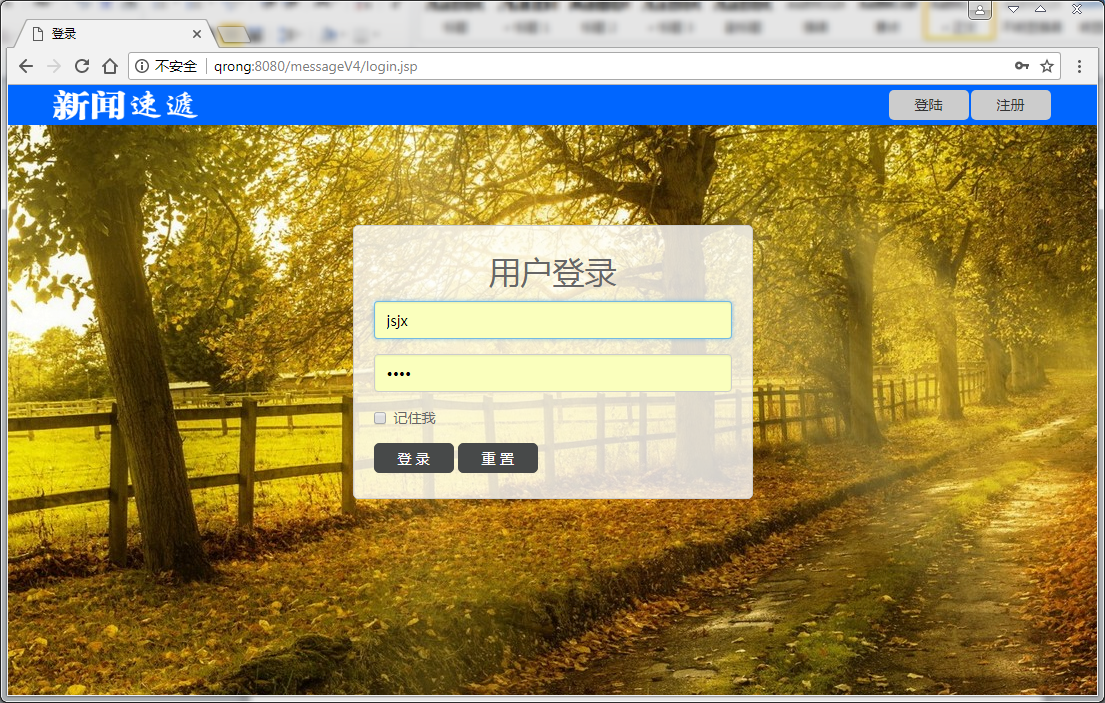 登录
不安全 qrong:8080/messageV4/login.jsp
新闻速递
登陆 注册
用户登录
jsjx
••••
记住我
登录 重置